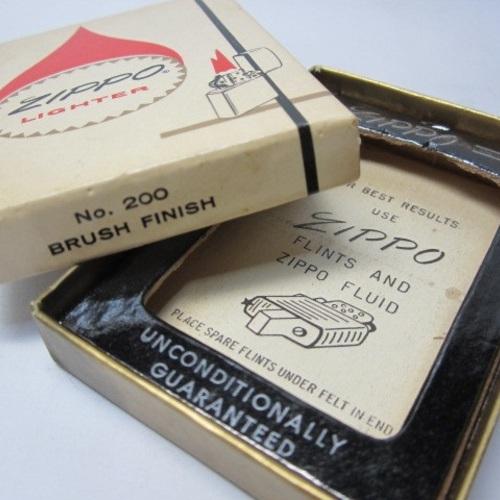 ZIPPO®
LIGHTER
No. 200
BRUSH FINISH
ZIPPO
R BEST RESULTS
USE
ZIPPO
FLINTS AND
ZIPPO FLUID
PLACE SPARE FLINTS UNDER FELT IN END
UNCONDITIONALLY
GUARANTEED